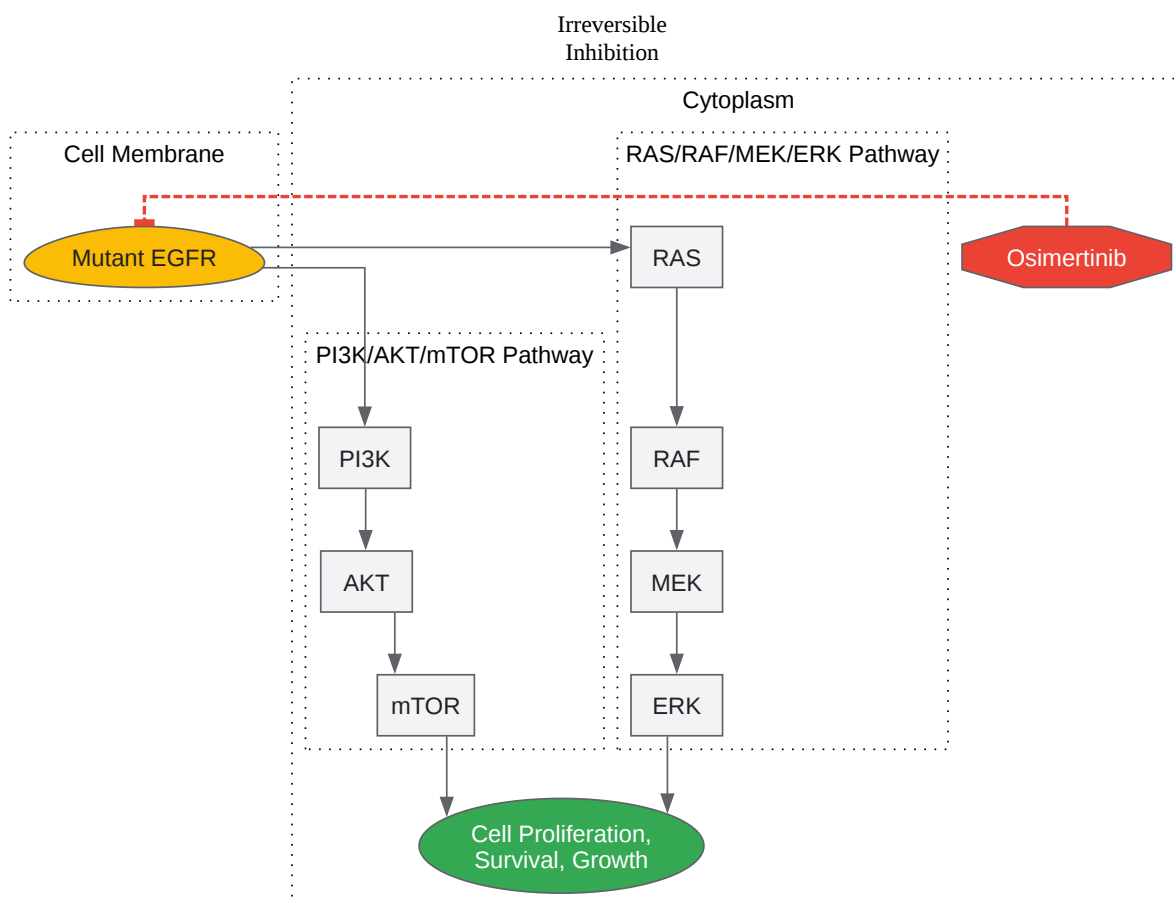 Irreversible
Inhibition
Cytoplasm
Cell Membrane
RAS/RAF/MEK/ERK Pathway
Mutant EGFR
RAS
Osimertinib
PI3K/AKT/mTOR Pathway
PI3K
RAF
AKT
MEK
mTOR
ERK
Cell Proliferation,
Survival, Growth